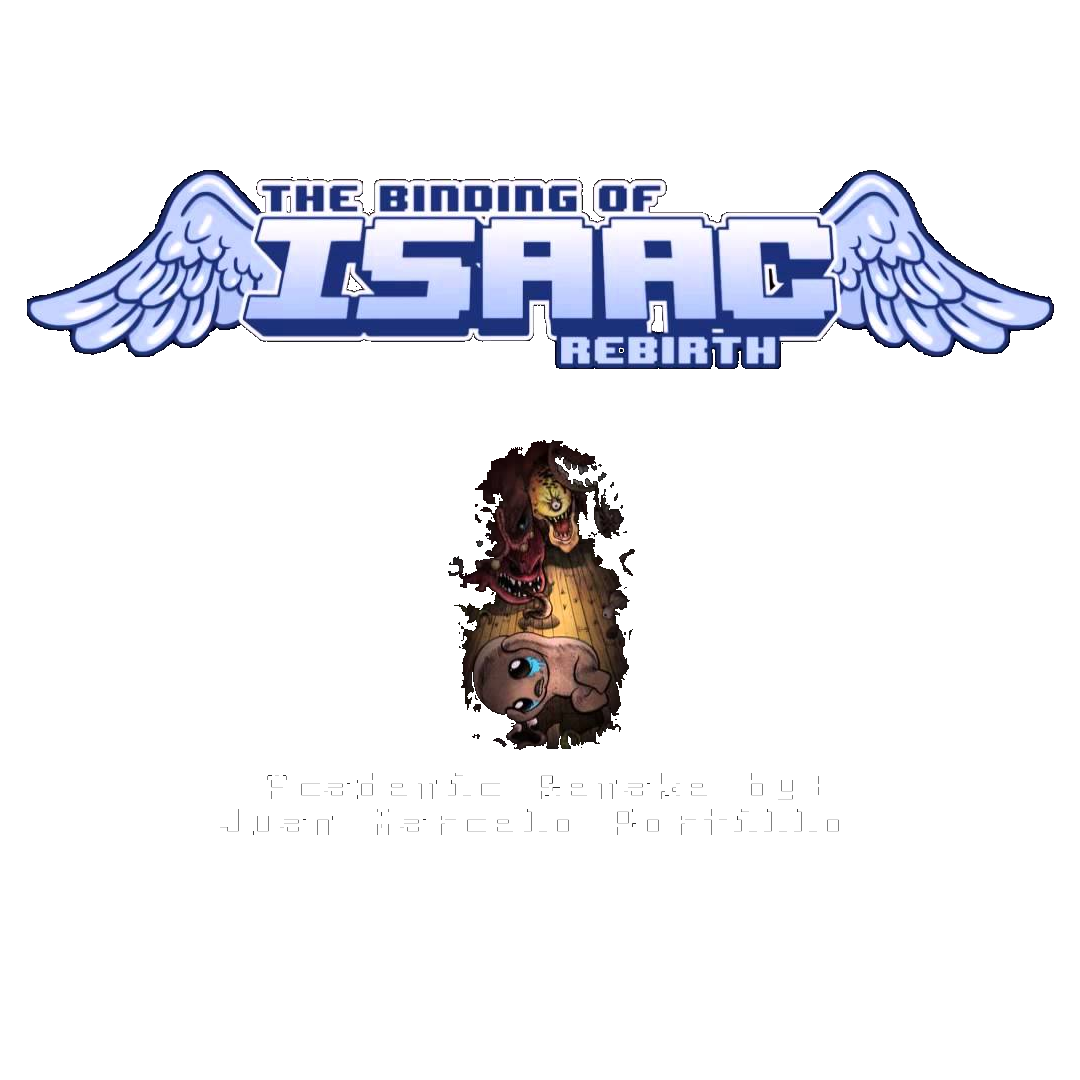 THE BINDING OF
ISAAC
REBIRTH
Academic Remake by:
Juan Marcelo Portillo